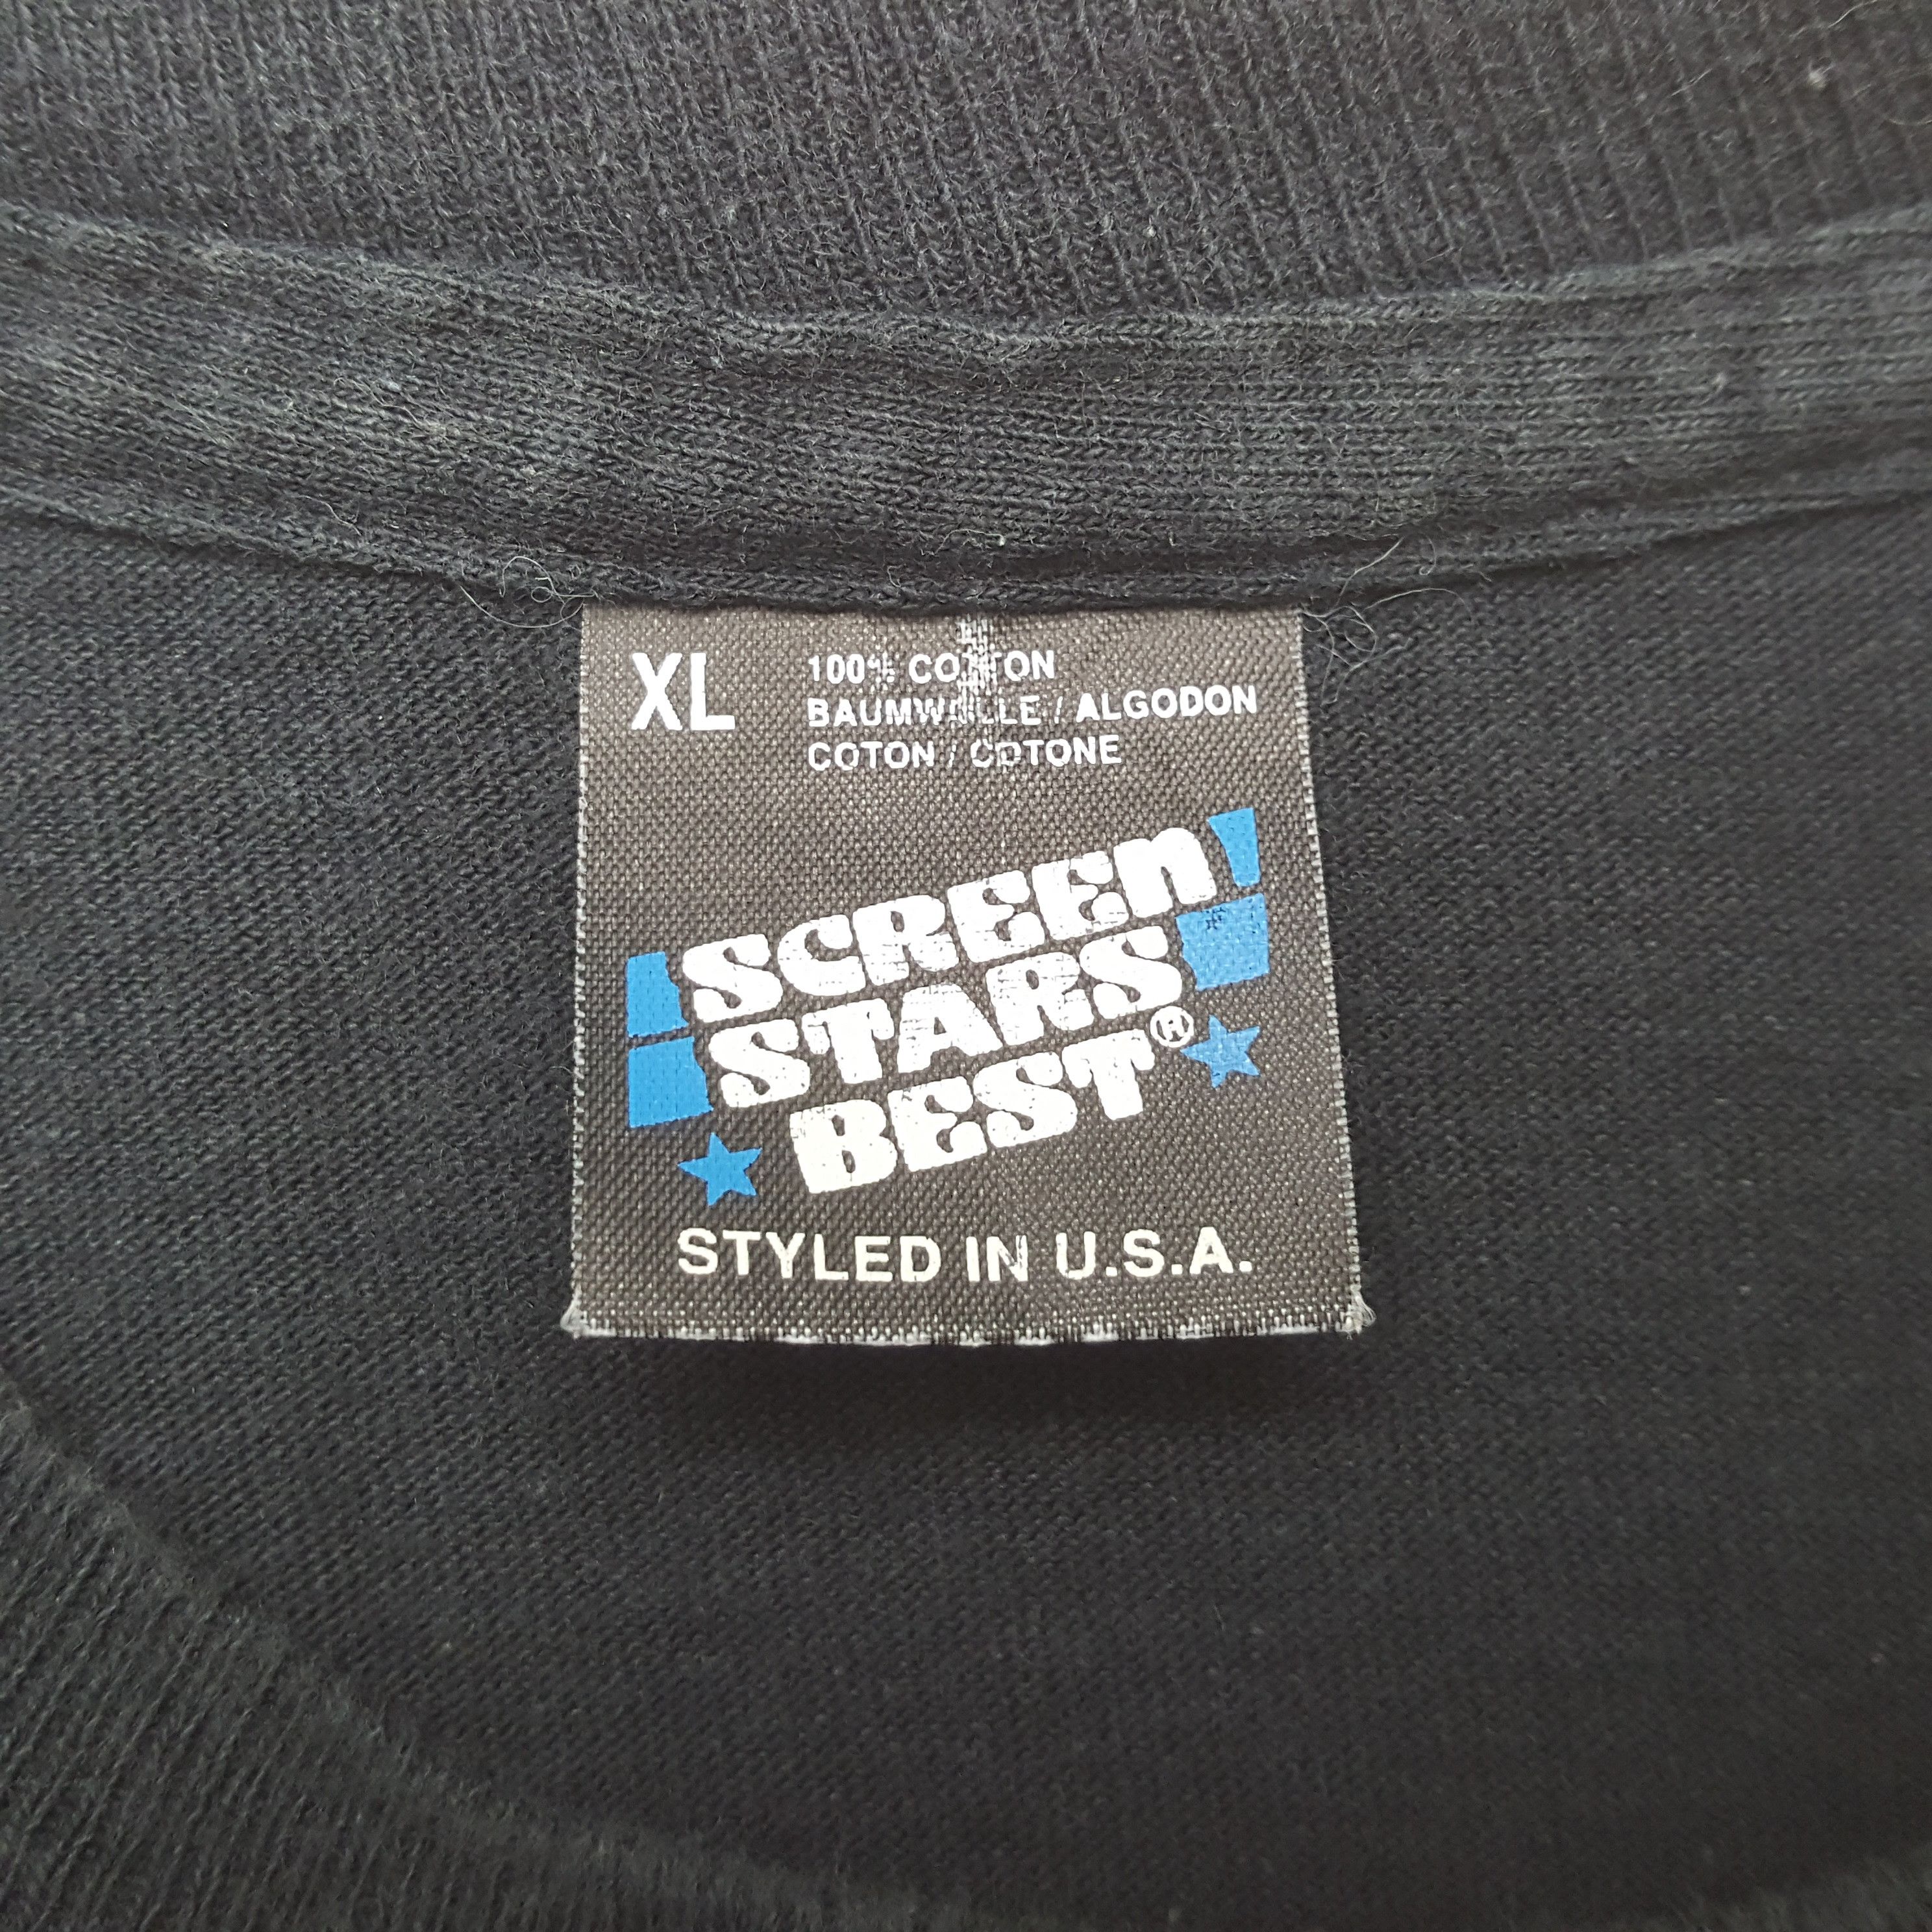 XL
100% COTTON
BAUMWOLLE / ALGODON
COTON / COTONE
SCREEN
STARS
BEST®
STYLED IN U.S.A.